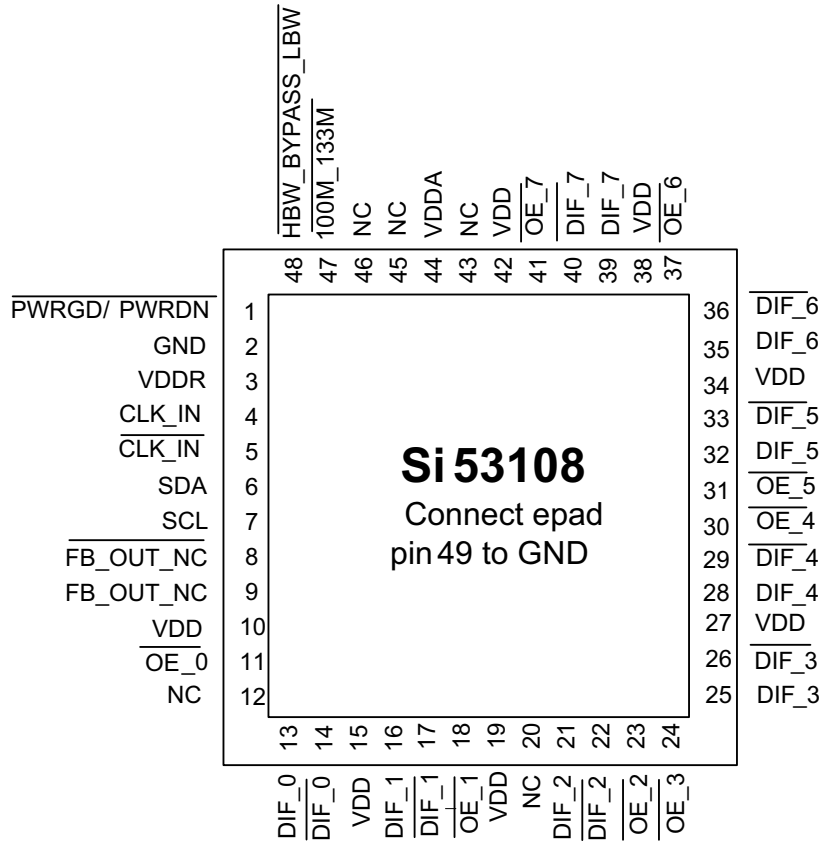 HBW_BYPASS_LBW
100M_133M
NC
NC
VDDA
NC
VDD
OE_7
DIF_7
DIF_7
VDD
OE_6
48
47
46
45
44
43
42
41
40
39
38
37
PWRGD/ PWRDN
1
GND
2
VDDR
3
CLK_IN
4
CLK_IN
5
SDA
6
SCL
7
FB_OUT_NC
8
FB_OUT_NC
9
VDD
10
OE_0
11
NC
12
Si 53108
Connect epad
pin 49 to GND
36
DIF_6
35
DIF_6
34
VDD
33
DIF_5
32
DIF_5
31
OE_5
30
OE_4
29
DIF_4
28
DIF_4
27
VDD
26
DIF_3
25
DIF_3
13
14
15
16
17
18
19
20
21
22
23
24
DIF_0
DIF_0
VDD
DIF_1
DIF_1
OE_1
VDD
NC
DIF_2
DIF_2
OE_2
OE_3